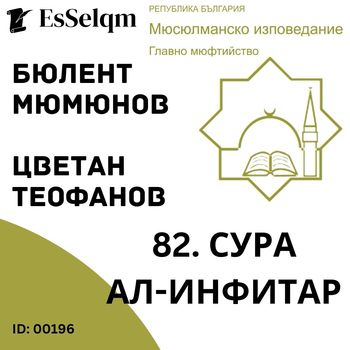 EsSelqm
РЕПУБЛИКА БЪЛГАРИЯ
Мюсюлманско изповедание
Главно мюфтийство
БЮЛЕНТ
МЮМЮНОВ
ЦВЕТАН
ТЕОФАНОВ
82. СУРА
АЛ-ИНФИТАР
ID: 00196